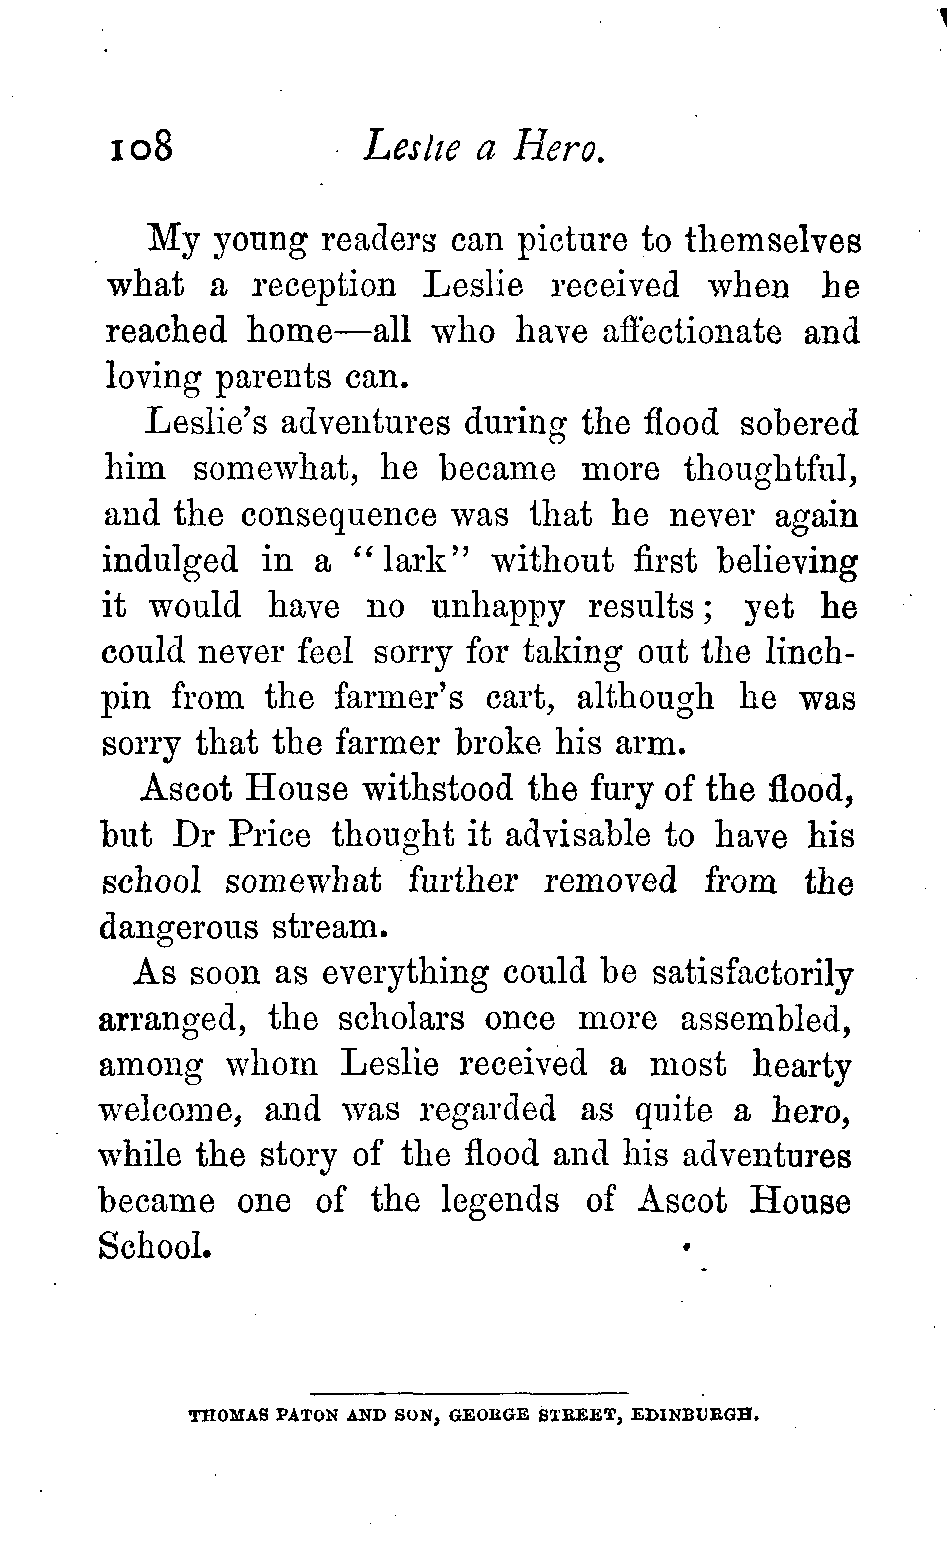 108 Leslie a Hero.
My young readers can picture to themselves
what a reception Leslie received when he
reached home—all who have affectionate and
loving parents can.
Leslie's adventures during the flood sobered
him somewhat, he became more thoughtful,
and the consequence was that he never again
indulged in a "lark" without first believing
it would have no unhappy results; yet he
could never feel sorry for taking out the linch-
pin from the farmer's cart, although he was
sorry that the farmer broke his arm.
Ascot House withstood the fury of the flood,
but Dr Price thought it advisable to have his
school somewhat further removed from the
dangerous stream.
As soon as everything could be satisfactorily
arranged, the scholars once more assembled,
among whom Leslie received a most hearty
welcome, and was regarded as quite a hero,
while the story of the flood and his adventures
became one of the legends of Ascot House
School.
THOMAS PATON AND SON, GEORGE STREET, EDINBURGH.